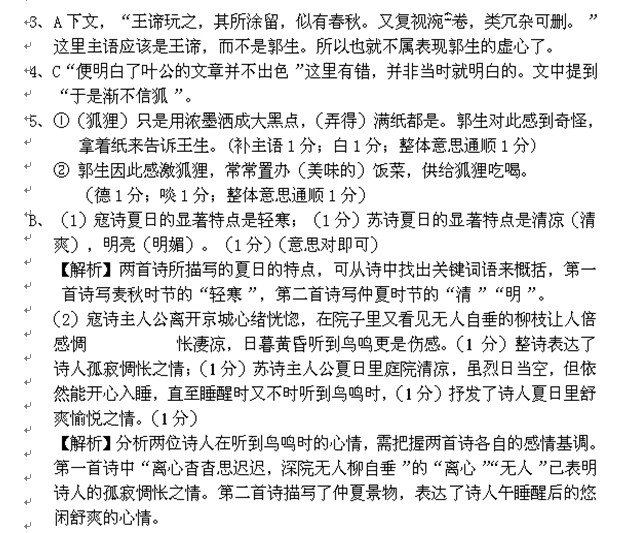 3、A 下文，“王谛玩之，其所涂留，似有春秋。又复视涴卷，类冗杂可删。”
这里主语应该是王谛，而不是郭生。所以也就不属表现郭生的虚心了。
4、C“便明白了叶公的文章并不出色”这里有错，并非当时就明白的。文中提到
“于是渐不信狐”。
5、①（狐狸）只是用浓墨洒成大黑点，（弄得）满纸都是。郭生对此感到奇怪，
拿着纸来告诉王生。（补主语 1 分；白 1 分；整体意思通顺 1 分）
② 郭生因此感激狐狸，常常置办（美味的）饭菜，供给狐狸吃喝。
（德 1 分；啖 1 分；整体意思通顺 1 分）
B、（1）寇诗夏日的显著特点是轻寒；（1 分）苏诗夏日的显著特点是清凉（清
爽），明亮（明媚）。（1 分）（意思对即可）
【解析】两首诗所描写的夏日的特点，可从诗中找出关键词语来概括，第一
首诗写麦秋时节的“轻寒”，第二首诗写仲夏时节的“清”“明”。
（2）寇诗主人公离开京城心绪恍惚，在院子里又看见无人自垂的柳枝让人倍
感惆 怅凄凉，日暮黄昏听到鸟鸣更是伤感。（1 分）整诗表达了
诗人孤寂惆怅之情；（1 分）苏诗主人公夏日里庭院清凉，虽烈日当空，但依
然能开心入睡，直至睡醒时又不时听到鸟鸣时，（1 分）抒发了诗人夏日里舒
爽愉悦之情。（1 分）
【解析】分析两位诗人在听到鸟鸣时的心情，需把握两首诗各自的感情基调。
第一首诗中“离心杳杳思迟迟，深院无人柳自垂”的“离心”“无人”已表明
诗人的孤寂惆怅之情。第二首诗描写了仲夏景物，表达了诗人午睡醒后的悠
闲舒爽的心情。